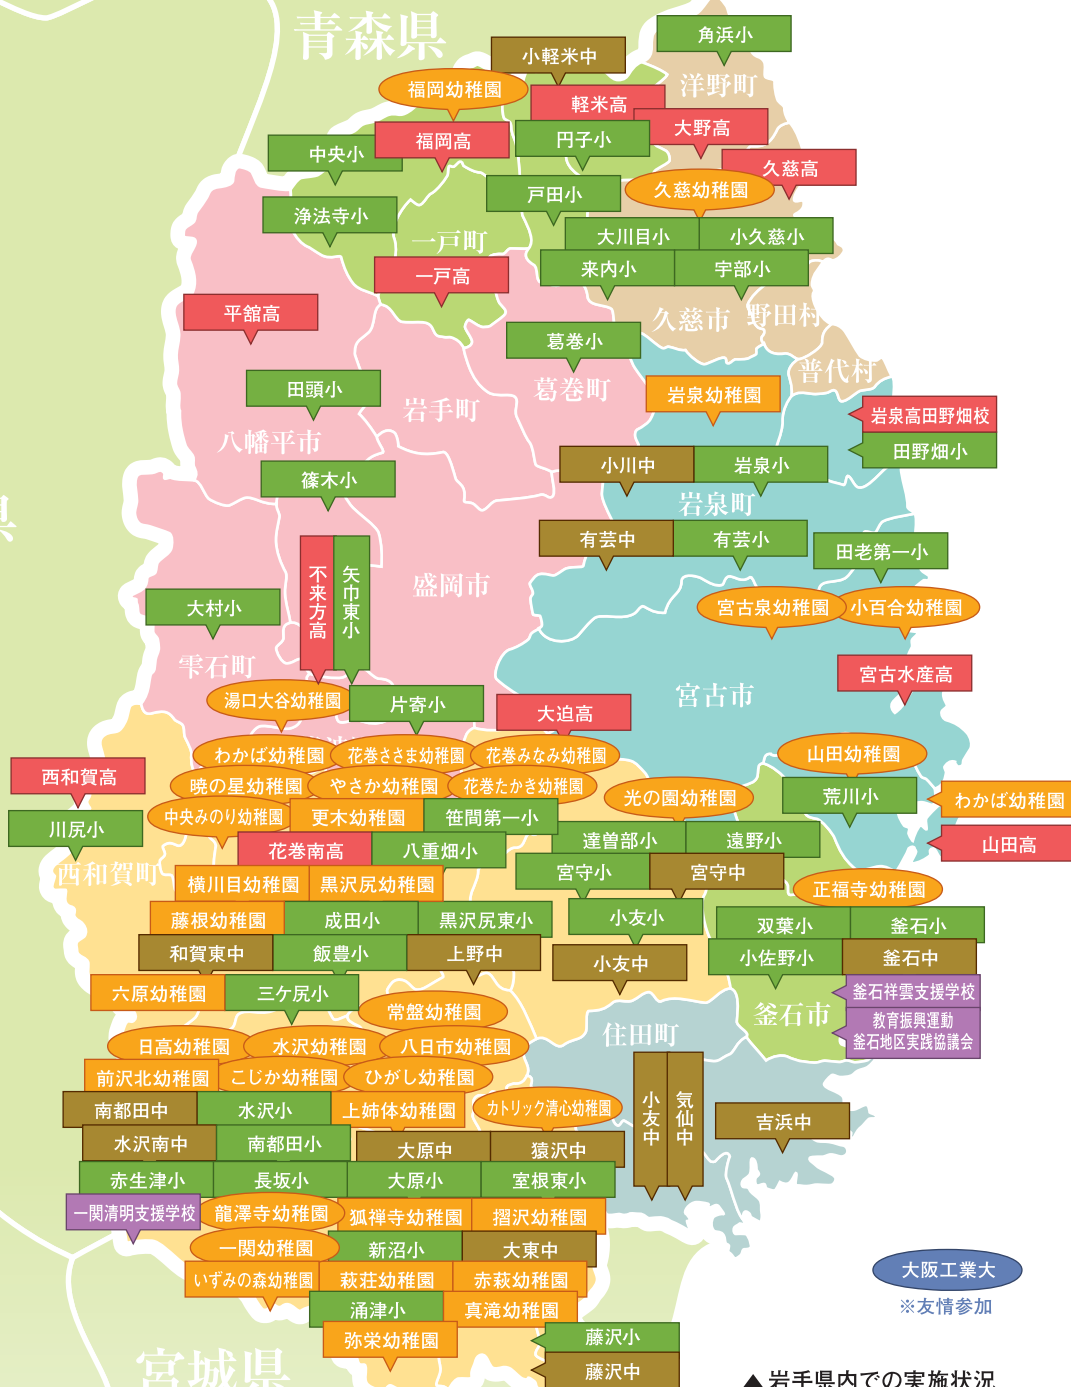 青森県
角浜小
小軽米中
洋野町
福岡幼稚園
軽米高
大野高
福岡高
円子小
中央小
久慈高
久慈幼稚園
戸田小
浄法寺小
大川目小
小久慈小
一戸町
来内小
宇部小
一戸高
平舘高
久慈市
野田村
葛巻小
普代村
田頭小
葛巻町
岩泉幼稚園
岩手町
岩泉高田野畑校
八幡平市
田野畑小
小川中
岩泉小
篠木小
岩泉町
県
有芸中
有芸小
田老第一小
不来方高
矢巾東小
盛岡市
大村小
宮古泉幼稚園
小百合幼稚園
雫石町
宮古水産高
宮古市
湯口大谷幼稚園
片寄小
大迫高
わかば幼稚園
花巻ささま幼稚園
花巻みなみ幼稚園
山田幼稚園
西和賀高
暁の星幼稚園
やさか幼稚園
花巻たかき幼稚園
光の園幼稚園
荒川小
わかば幼稚園
中央みのり幼稚園
更木幼稚園
笹間第一小
川尻小
達曽部小
遠野小
山田高
花巻南高
八重畑小
西和賀町
宮守小
宮守中
横川目幼稚園
黒沢尻幼稚園
正福寺幼稚園
藤根幼稚園
成田小
黒沢尻東小
小友小
双葉小
釜石小
和賀東中
飯豊小
上野中
小友中
小佐野小
釜石中
六原幼稚園
三ケ尻小
釜石祥雲支援学校
常盤幼稚園
釜石市
教育振興運動
釜石地区実践協議会
住田町
日高幼稚園
水沢幼稚園
八日市幼稚園
前沢北幼稚園
こじか幼稚園
ひがし幼稚園
南都田中
水沢小
上姉体幼稚園
カトリック清心幼稚園
小友中
気仙中
吉浜中
水沢南中
南都田小
大原中
猿沢中
赤生津小
長坂小
大原小
室根東小
一関清明支援学校
龍澤寺幼稚園
狐禅寺幼稚園
摺沢幼稚園
一関幼稚園
新沼小
大東中
いずみの森幼稚園
萩荘幼稚園
赤萩幼稚園
大阪工業大
※友情参加
涌津小
真滝幼稚園
弥栄幼稚園
藤沢小
宮城県
藤沢中
▲岩手県内での実施状況